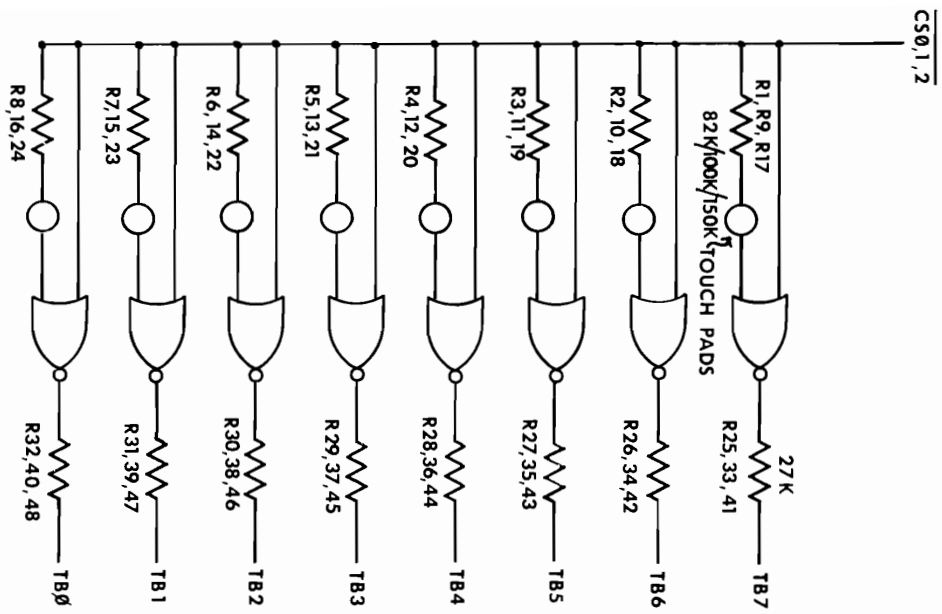 CS0,1,2
R1, R9, R17
82K/100K/150K
TOUCH PADS
27K
R25, 33, 41
TB7
R2, 10, 18
R26, 34, 42
TB6
R3, 11, 19
R27, 35, 43
TB5
R4, 12, 20
R28, 36, 44
TB4
R5, 13, 21
R29, 37, 45
TB3
R6, 14, 22
R30, 38, 46
TB2
R7, 15, 23
R31, 39, 47
TB1
R8, 16, 24
R32, 40, 48
TB0